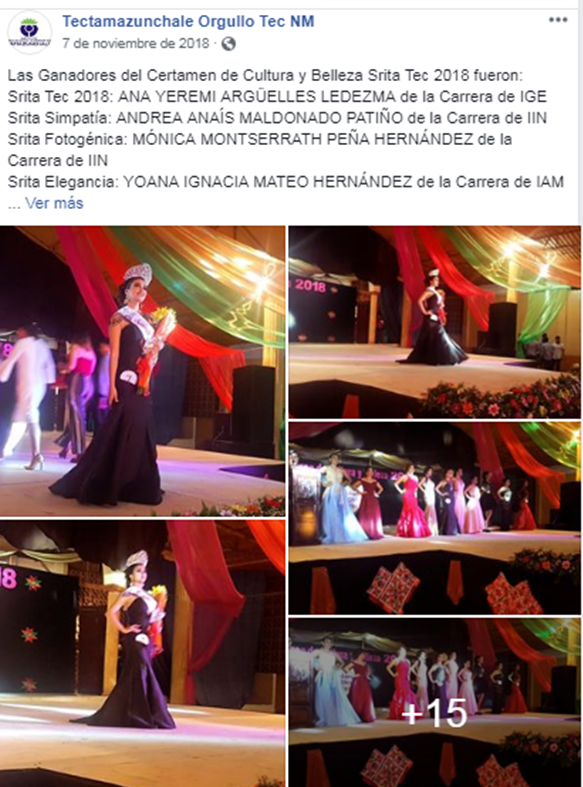 Tectamazunchale Orgullo Tec NM
7 de noviembre de 2018 ·
Las Ganadores del Certamen de Cultura y Belleza Srita Tec 2018 fueron:
Srita Tec 2018: ANA YEREMI ARGÜELLES LEDEZMA de la Carrera de IGE
Srita Simpatía: ANDREA ANAÍS MALDONADO PATIÑO de la Carrera de IIN
Srita Fotogénica: MÓNICA MONTSERRATH PEÑA HERNÁNDEZ de la
Carrera de IIN
Srita Elegancia: YOANA IGNACIA MATEO HERNÁNDEZ de la Carrera de IAM
... Ver más
2018
+15